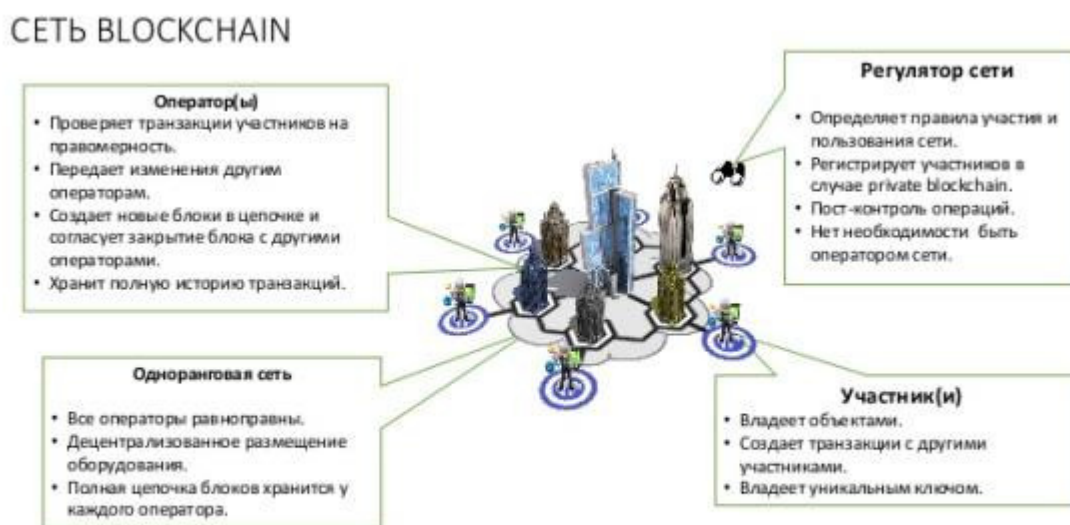 СЕТЬ BLOCKCHAIN
Оператор(ы)
• Проверяет транзакции участников на
правомерность.
• Передает изменения другим
операторам.
• Создает новые блоки в цепочке и
согласует закрытие блока с другими
операторами.
• Хранит полную историю транзакций.
Регулятор сети
• Определяет правила участия и
пользования сети.
• Регистрирует участников в
случае private blockchain.
• Пост-контроль операций.
• Нет необходимости быть
оператором сети.
Одноранговая сеть
• Все операторы равноправны.
• Децентрализованное размещение
оборудования.
• Полная цепочка блоков хранится у
каждого оператора.
Участник(и)
• Владеет объектами.
• Создает транзакции с другими
участниками.
• Владеет уникальным ключом.